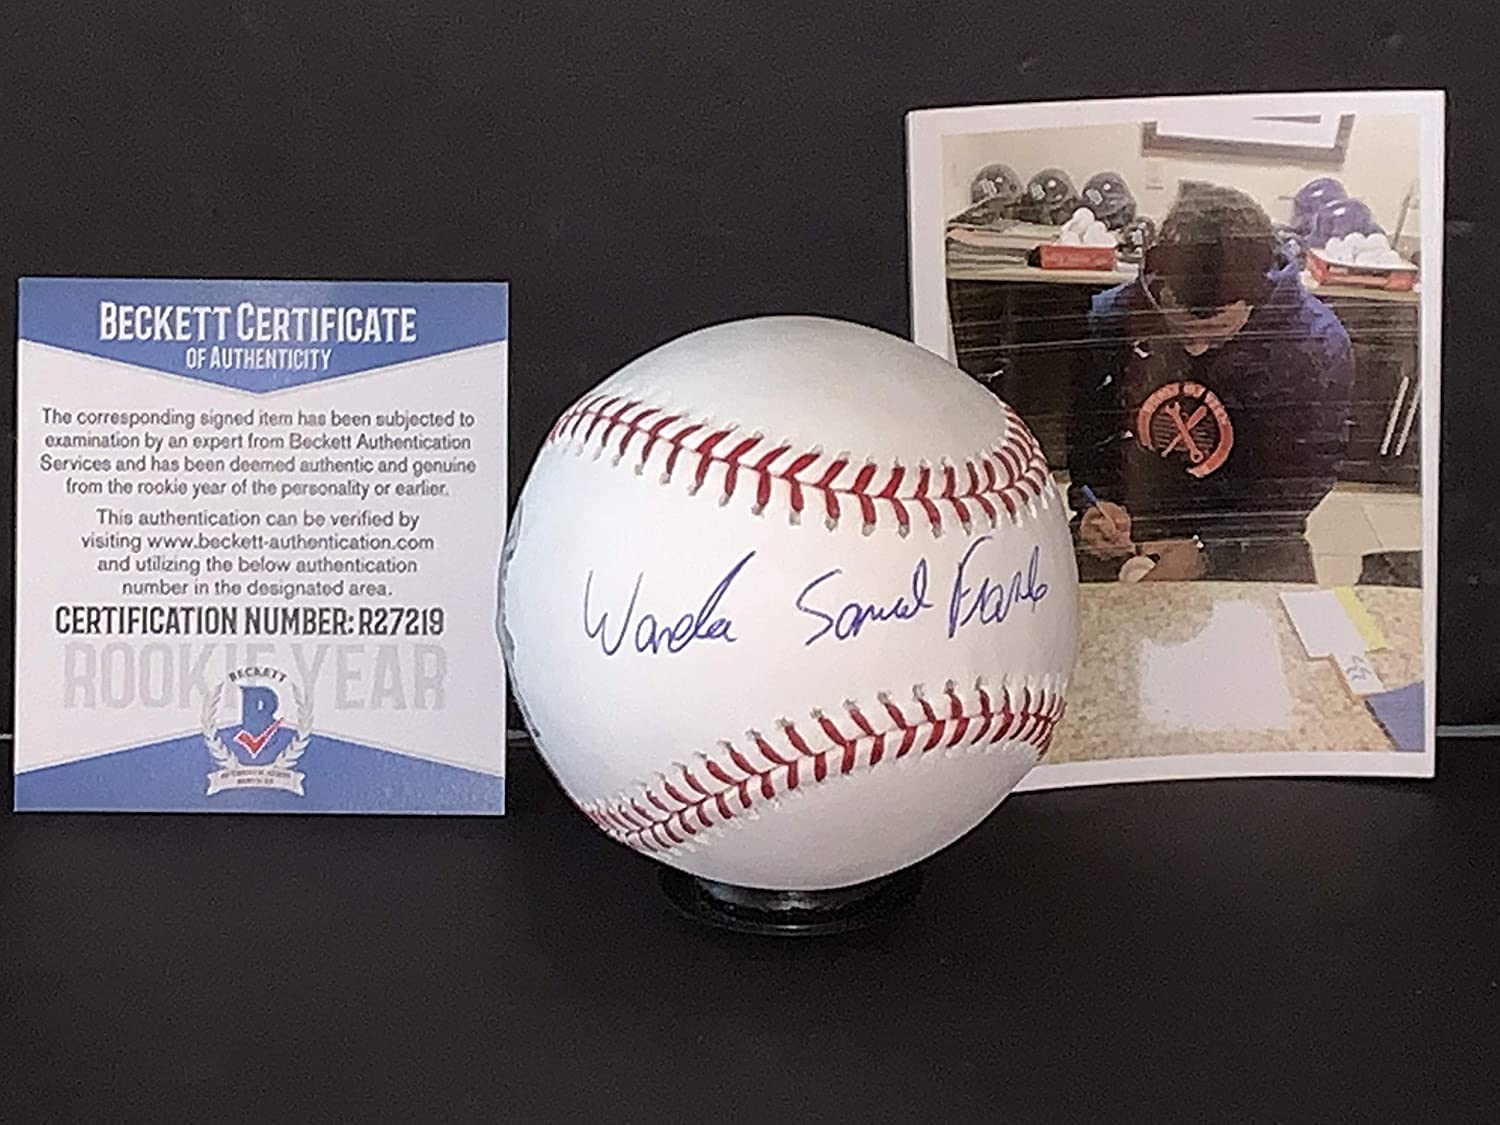 BECKETT CERTIFICATE
OF AUTHENTICITY
The corresponding signed item has been subjected to
examination by an expert from Beckett Authentication
Services and has been deemed authentic and genuine
from the rookie year of the personality or earlier.
This authentication can be verified by
visiting www.beckett-authentication.com
and utilizing the below authentication
number in the designated area.
CERTIFICATION NUMBER: R27219
ROOKIE YEAR
BECKETT
B
Wander Samuel Franco